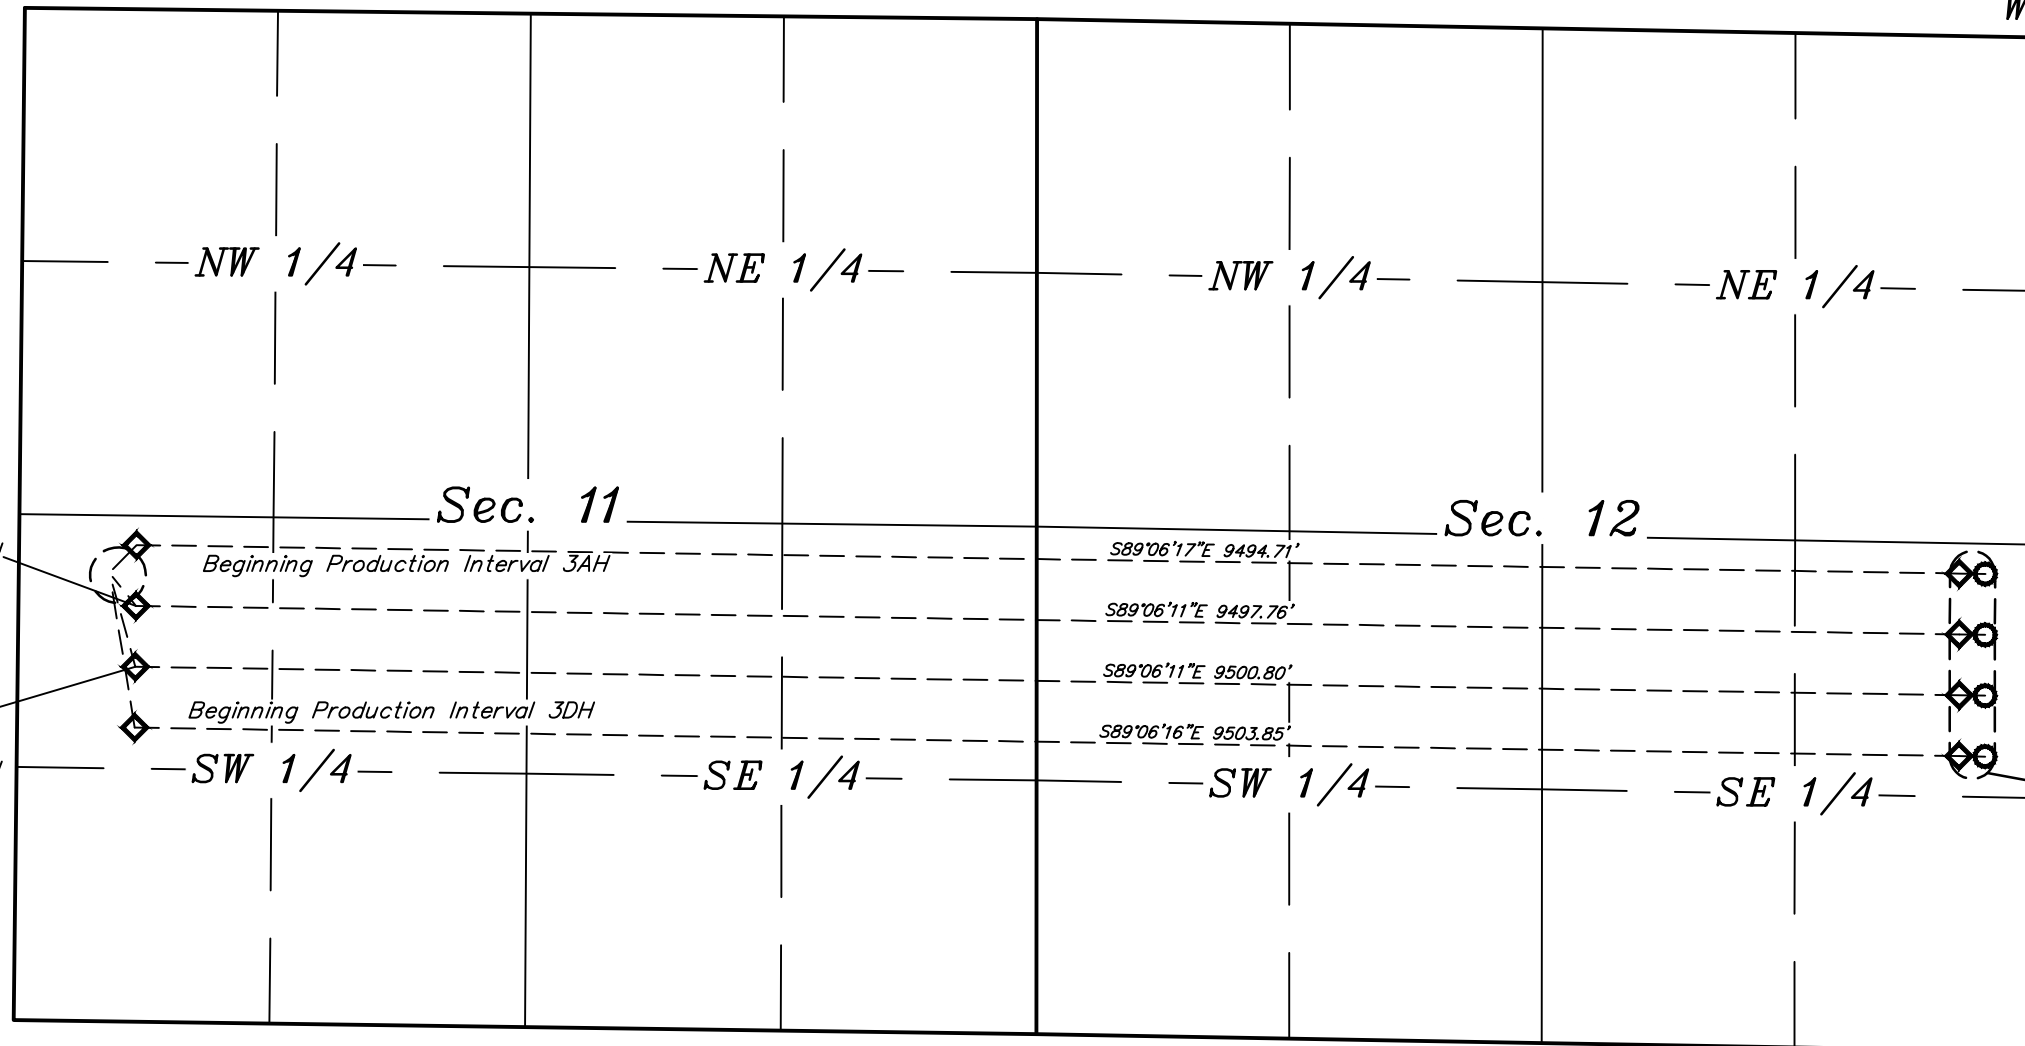 NW 1/4
NE 1/4
NW 1/4
NE 1/4
Sec. 11
Sec. 12
S89°06'17"E 9494.71'
Beginning Production Interval 3AH
S89°06'11"E 9497.76'
S89°06'11"E 9500.80'
Beginning Production Interval 3DH
S89°06'16"E 9503.85'
SW 1/4
SE 1/4
SW 1/4
SE 1/4